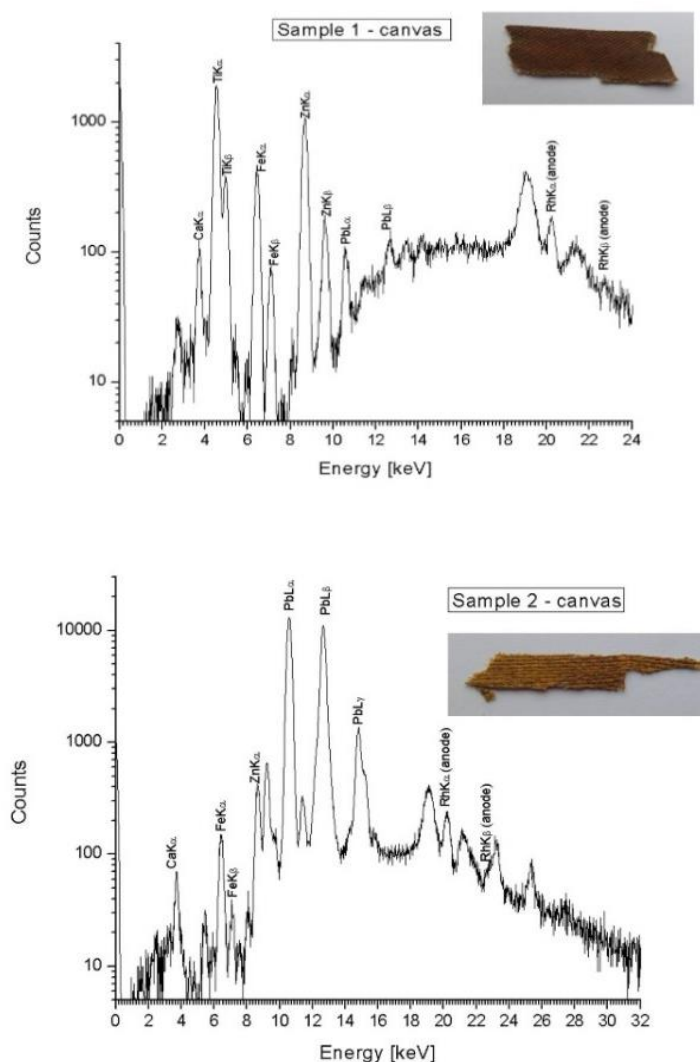 Sample 1 - canvas
1000
100
10
Counts
CaKα
TiKα
TiKβ
FeKα
FeKβ
ZnKα
ZnKβ
PbLα
PbLβ
RhKα (anode)
RhKβ (anode)
0 2 4 6 8 10 12 14 16 18 20 22 24
Energy [keV]
Sample 2 - canvas
10000
1000
100
10
Counts
CaKα
FeKα
FeKβ
ZnKα
PbLα
PbLβ
PbLγ
RhKα (anode)
RhKβ (anode)
0 2 4 6 8 10 12 14 16 18 20 22 24 26 28 30 32
Energy [keV]